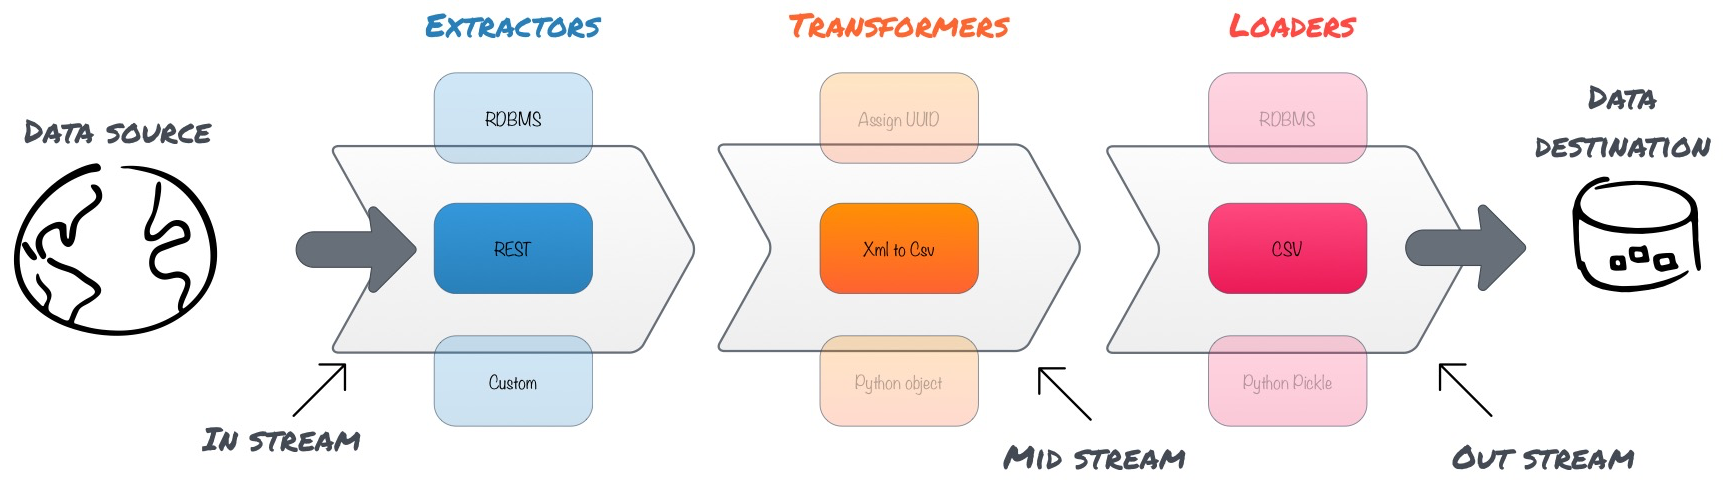 EXTRACTORS
TRANSFORMERS
LOADERS
DATA SOURCE
RDBMS
REST
Custom
Assign UUID
Xml to Csv
Python object
RDBMS
CSV
Python Pickle
DATA
DESTINATION
IN STREAM
MID STREAM
OUT STREAM